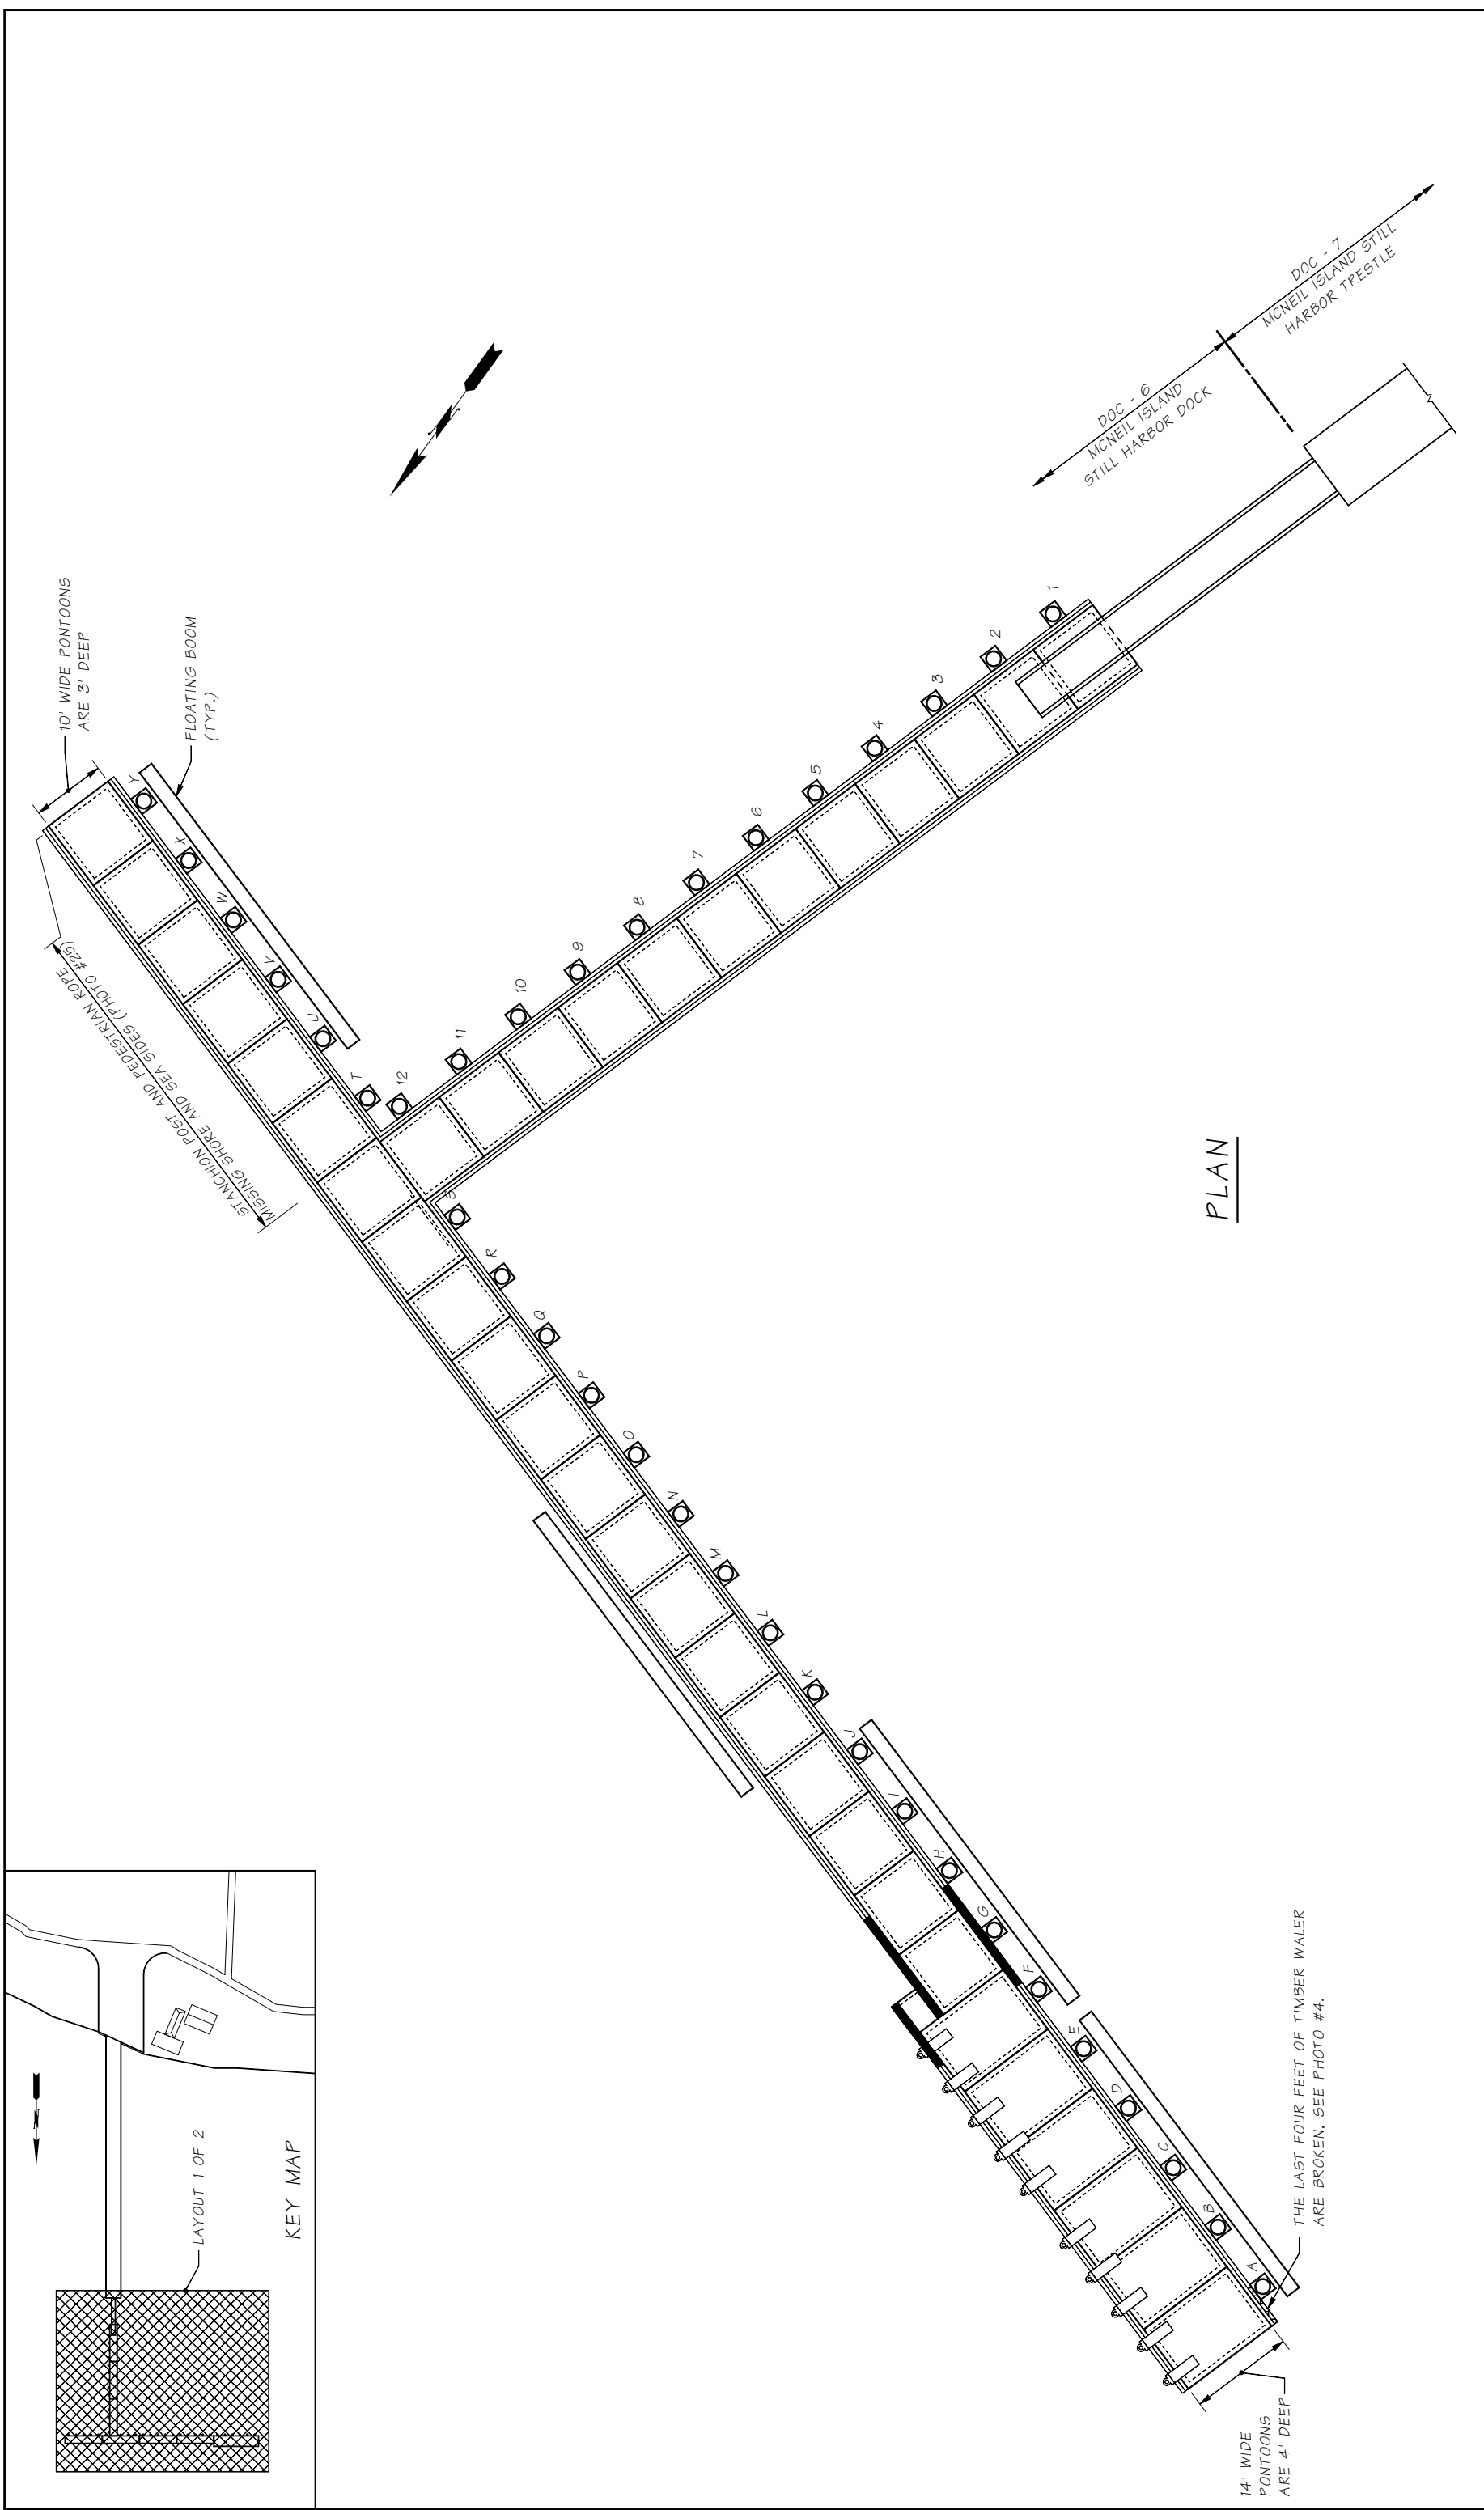 10' WIDE PONTOONS
ARE 3' DEEP
FLOATING BOOM
(TYP.)
STANCHION POST AND PEDESTRIAN ROPE
MISSING SHORE AND SEA SIDES (PHOTO #25)
DOC - 7
MCNEIL ISLAND STILL
HARBOR TRESTLE
DOC - 6
MCNEIL ISLAND
STILL HARBOR DOCK
1
2
3
4
5
6
7
8
9
10
11
12
Y
X
W
V
U
T
S
R
Q
P
O
N
M
L
K
J
I
H
G
F
E
D
C
B
A
PLAN
N
LAYOUT 1 OF 2
KEY MAP
N
THE LAST FOUR FEET OF TIMBER WALER
ARE BROKEN, SEE PHOTO #4.
14' WIDE
PONTOONS
ARE 4' DEEP